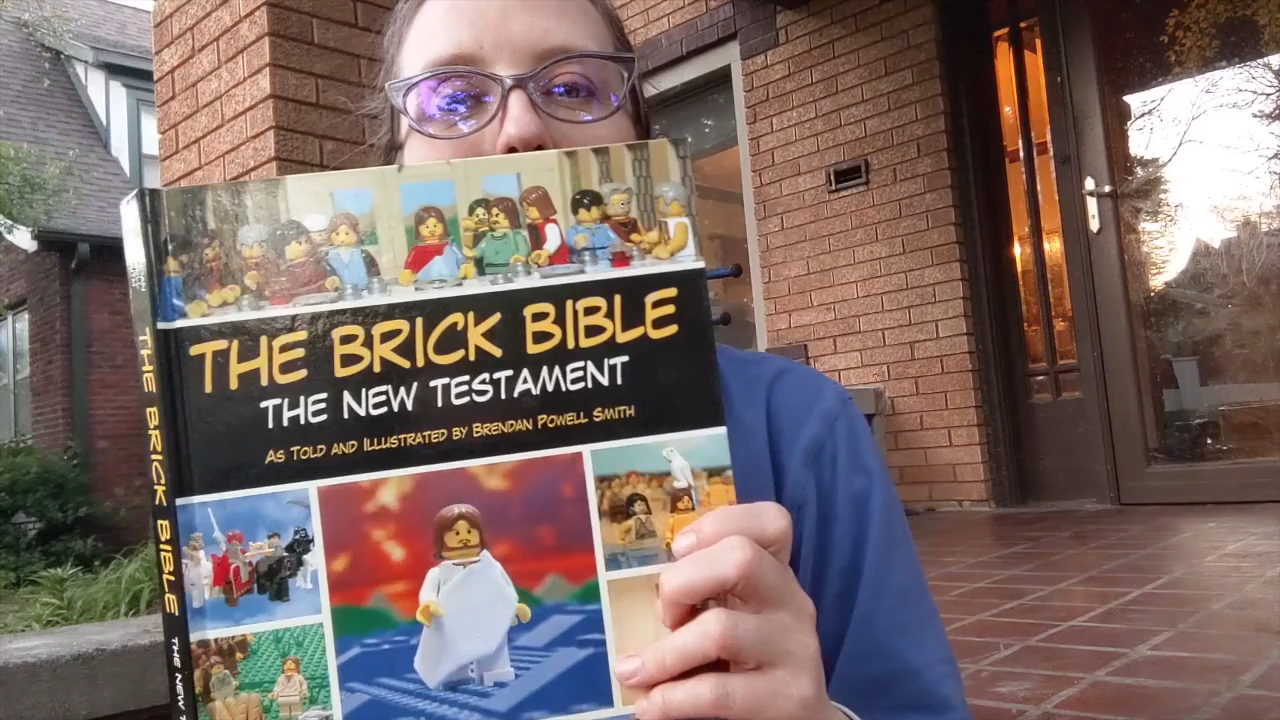 THE BRICK BIBLE
THE NEW TESTAMENT
AS TOLD AND ILLUSTRATED BY BRENDAN POWELL SMITH
THE BRICK BIBLE THE NEW